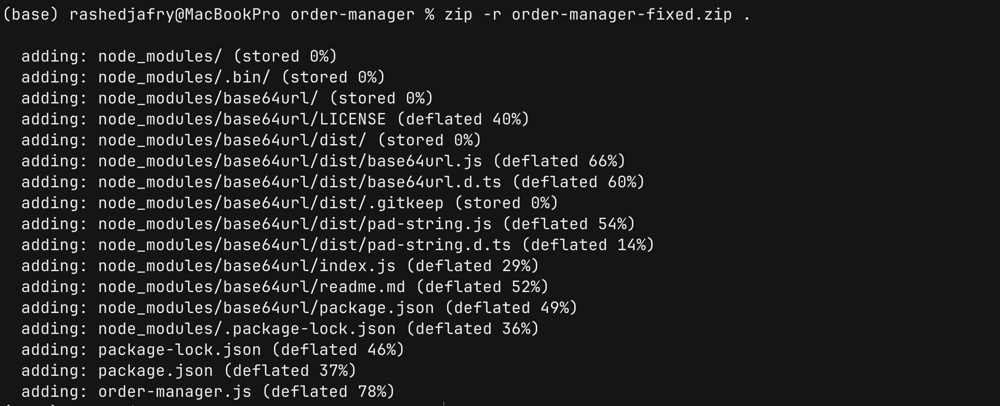 (base) rashedjafry@MacBookPro order-manager % zip -r order-manager-fixed.zip .
adding: node_modules/ (stored 0%)
adding: node_modules/.bin/ (stored 0%)
adding: node_modules/base64url/ (stored 0%)
adding: node_modules/base64url/LICENSE (deflated 40%)
adding: node_modules/base64url/dist/ (stored 0%)
adding: node_modules/base64url/dist/base64url.js (deflated 66%)
adding: node_modules/base64url/dist/base64url.d.ts (deflated 60%)
adding: node_modules/base64url/dist/.gitkeep (stored 0%)
adding: node_modules/base64url/dist/pad-string.js (deflated 54%)
adding: node_modules/base64url/dist/pad-string.d.ts (deflated 14%)
adding: node_modules/base64url/index.js (deflated 29%)
adding: node_modules/base64url/readme.md (deflated 52%)
adding: node_modules/base64url/package.json (deflated 49%)
adding: node_modules/.package-lock.json (deflated 36%)
adding: package-lock.json (deflated 46%)
adding: package.json (deflated 37%)
adding: order-manager.js (deflated 78%)